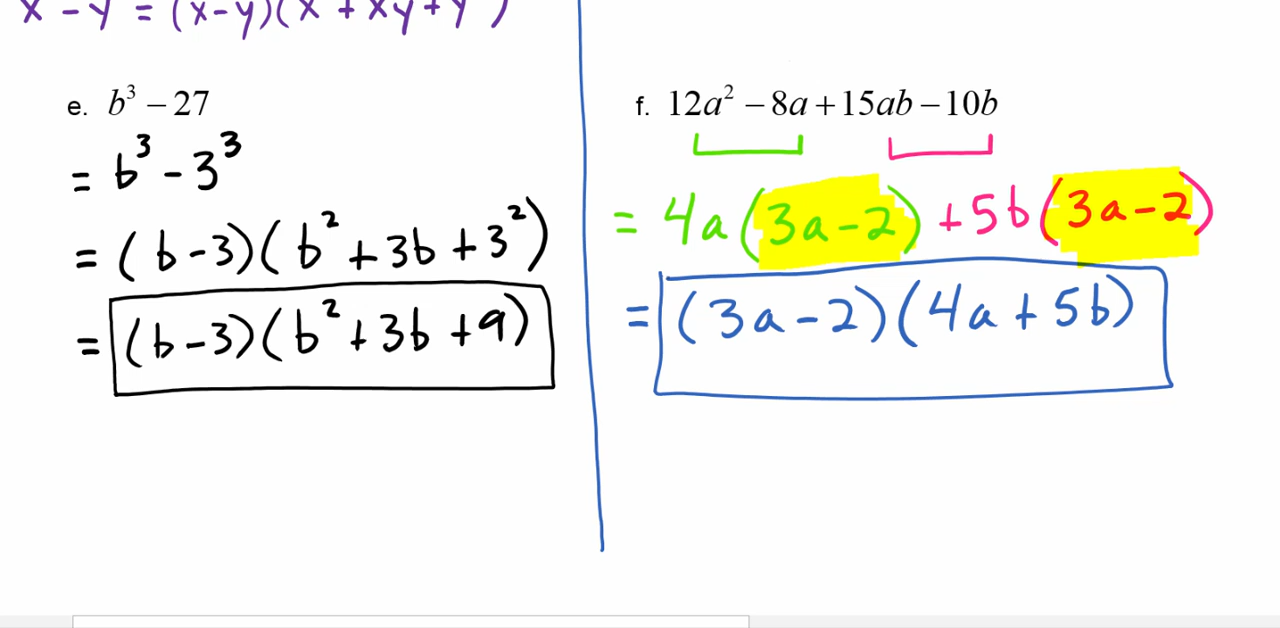 x - y = (x-y)(x + xy + y )
e. b³ – 27
= b³ - 3³
= (b-3)(b² + 3b + 3²)
= (b-3)(b² + 3b + 9)
f. 12a² – 8a + 15ab – 10b
= 4a(3a-2) + 5b(3a-2)
= (3a-2)(4a + 5b)